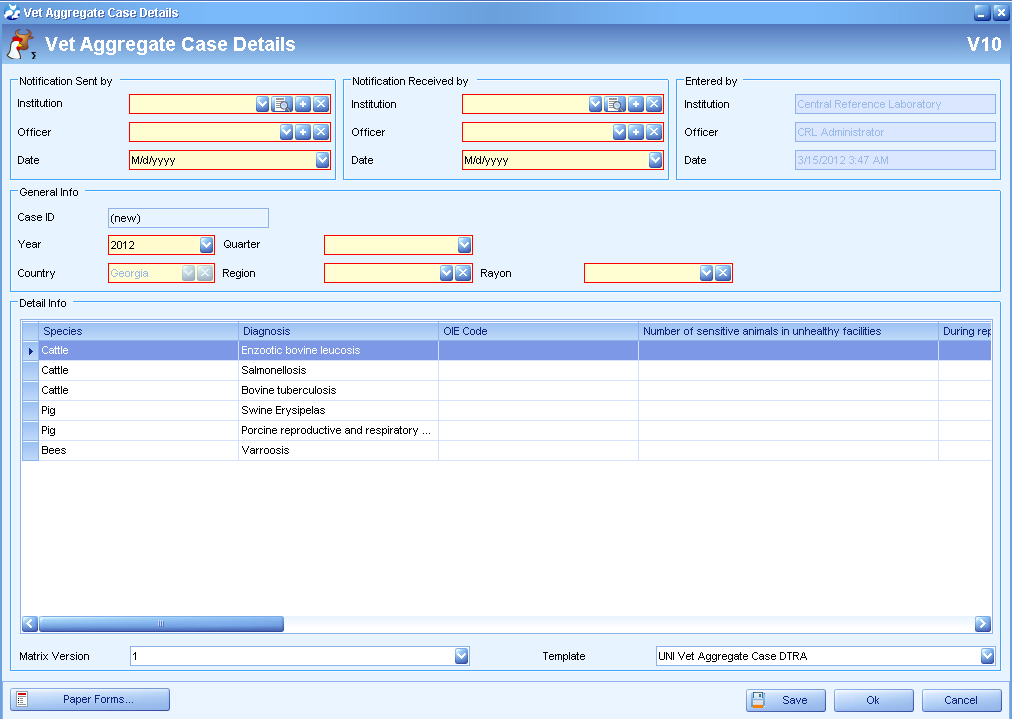 Vet Aggregate Case Details
Vet Aggregate Case Details V10
Notification Sent by
Institution
Officer
Date M/d/yyyy
Notification Received by
Institution
Officer
Date M/d/yyyy
Entered by
Institution Central Reference Laboratory
Officer CRL Administrator
Date 3/15/2012 3:47 AM
General Info
Case ID (new)
Year 2012 Quarter
Country Georgia Region Rayon
Detail Info
Species Diagnosis OIE Code Number of sensitive animals in unhealthy facilities During rep
Cattle Enzootic bovine leucosis
Cattle Salmonellosis
Cattle Bovine tuberculosis
Pig Swine Erysipelas
Pig Porcine reproductive and respiratory ...
Bees Varroosis
Matrix Version 1 Template UNI Vet Aggregate Case DTRA
Paper Forms... Save Ok Cancel